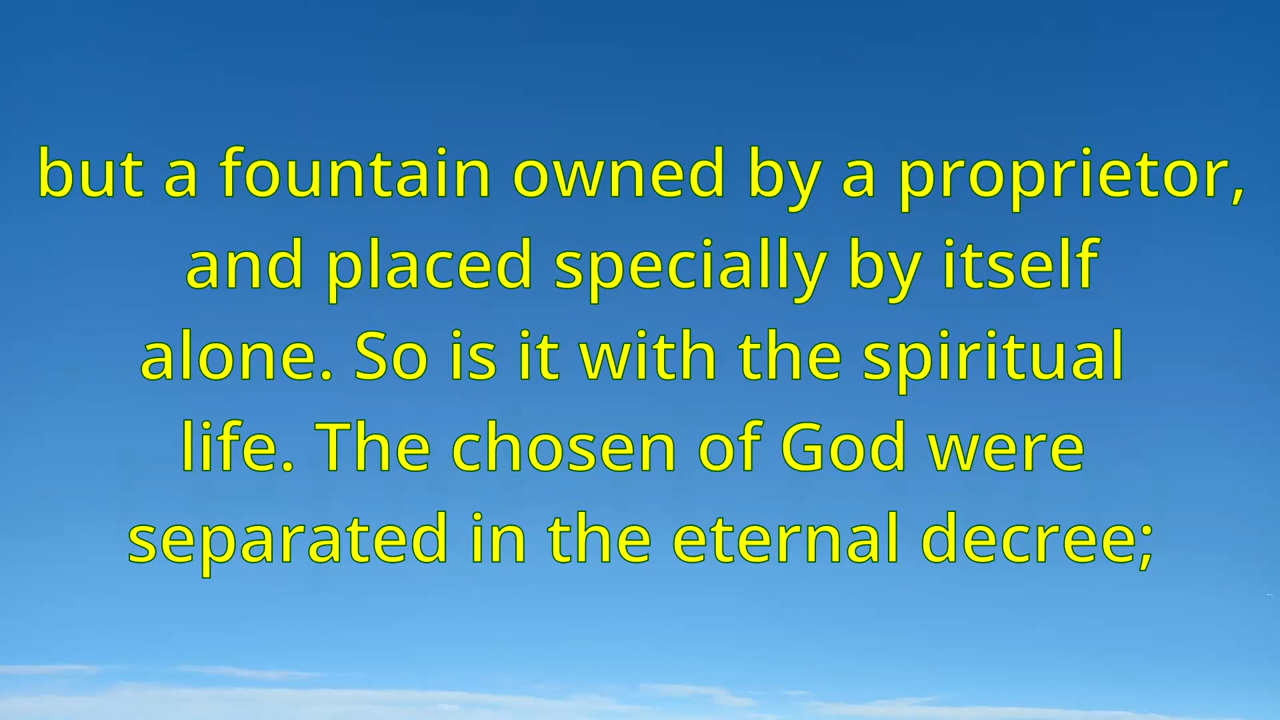 but a fountain owned by a proprietor,
and placed specially by itself
alone. So is it with the spiritual
life. The chosen of God were
separated in the eternal decree;